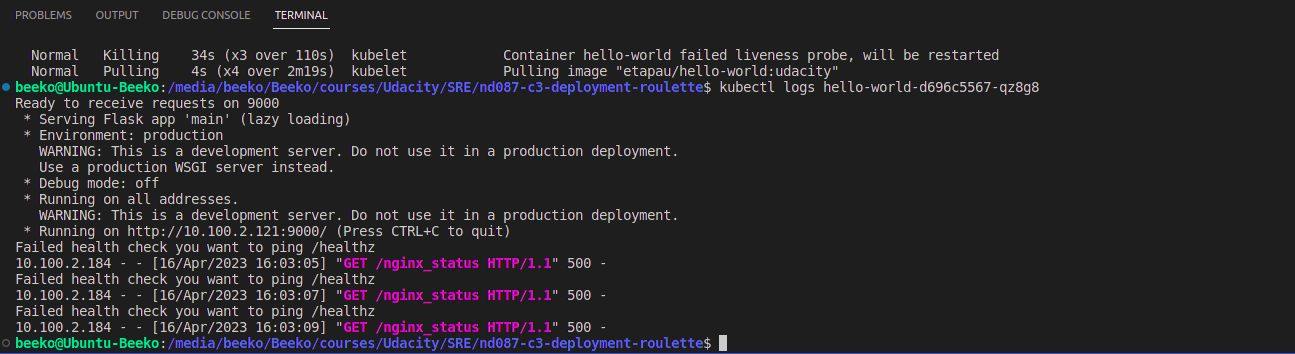 PROBLEMS OUTPUT DEBUG CONSOLE TERMINAL
Normal Killing 34s (x3 over 110s) kubelet Container hello-world failed liveness probe, will be restarted
Normal Pulling 4s (x4 over 2m19s) kubelet Pulling image "etapau/hello-world:udacity"
beeko@Ubuntu-Beeko:/media/beeko/Beeko/courses/Udacity/SRE/nd087-c3-deployment-roulette$ kubectl logs hello-world-d696c5567-qz8g8
Ready to receive requests on 9000
* Serving Flask app 'main' (lazy loading)
* Environment: production
WARNING: This is a development server. Do not use it in a production deployment.
Use a production WSGI server instead.
* Debug mode: off
* Running on all addresses.
WARNING: This is a development server. Do not use it in a production deployment.
* Running on http://10.100.2.121:9000/ (Press CTRL+C to quit)
Failed health check you want to ping /healthz
10.100.2.184 - - [16/Apr/2023 16:03:05] "GET /nginx_status HTTP/1.1" 500 -
Failed health check you want to ping /healthz
10.100.2.184 - - [16/Apr/2023 16:03:07] "GET /nginx_status HTTP/1.1" 500 -
Failed health check you want to ping /healthz
10.100.2.184 - - [16/Apr/2023 16:03:09] "GET /nginx_status HTTP/1.1" 500 -
beeko@Ubuntu-Beeko:/media/beeko/Beeko/courses/Udacity/SRE/nd087-c3-deployment-roulette$